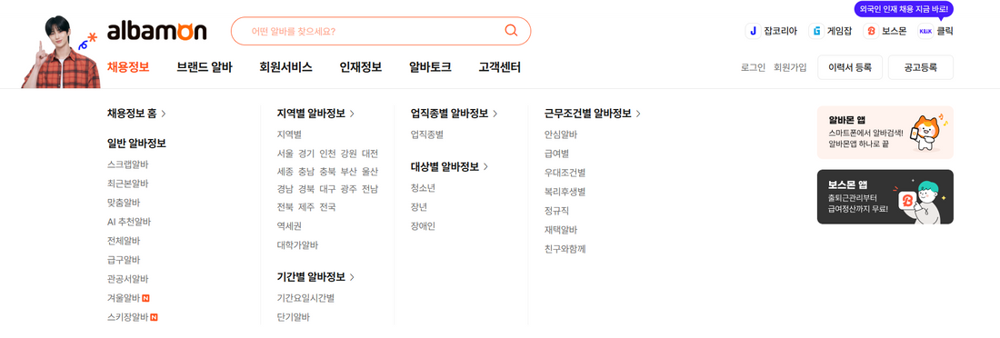 외국인 인재 채용 지금 바로!
albamon
어떤 알바를 찾으세요?
J 잡코리아
G 게임잡
B 보스몬
KLIK 클릭
채용정보 브랜드 알바 회원서비스 인재정보 알바토크 고객센터
로그인 회원가입 이력서 등록 공고등록
채용정보 홈
일반 알바정보
스크랩알바
최근본알바
맞춤알바
AI 추천알바
전체알바
급구알바
관공서알바
겨울알바 N
스키장알바 N
지역별 알바정보
지역별
서울 경기 인천 강원 대전
세종 충남 충북 부산 울산
경남 경북 대구 광주 전남
전북 제주 전국
역세권
대학가알바
기간별 알바정보
기간요일시간별
단기알바
업직종별 알바정보
업직종별
대상별 알바정보
청소년
장년
장애인
근무조건별 알바정보
안심알바
급여별
우대조건별
복리후생별
정규직
재택알바
친구와함께
알바몬 앱
스마트폰에서 알바검색!
알바몬앱 하나로 끝
보스몬 앱
출퇴근관리부터
급여정산까지 무료!
B